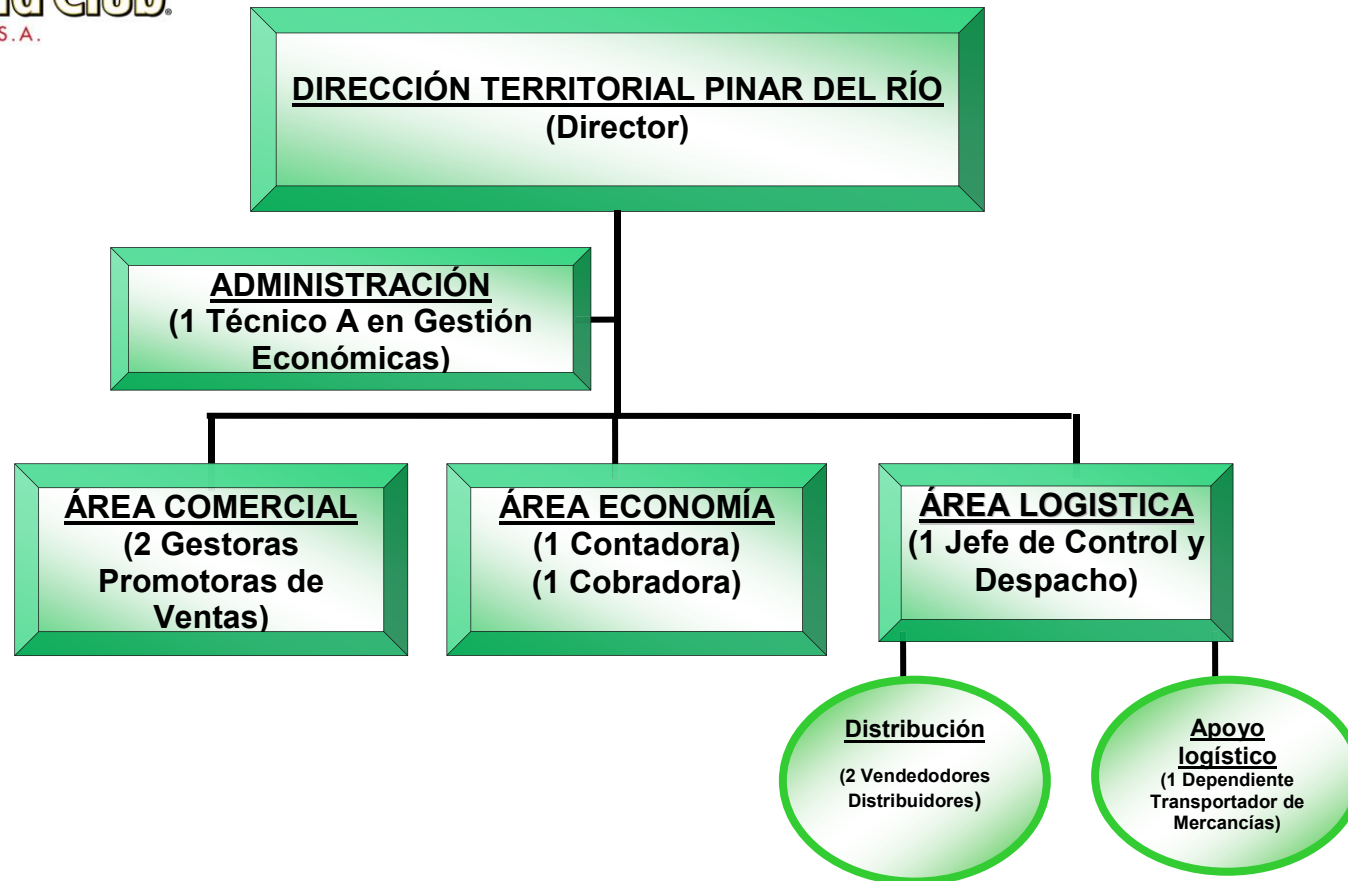 Club.
S.A.
DIRECCIÓN TERRITORIAL PINAR DEL RÍO
(Director)
ADMINISTRACIÓN
(1 Técnico A en Gestión
Económicas)
ÁREA COMERCIAL
(2 Gestoras
Promotoras de
Ventas)
ÁREA ECONOMÍA
(1 Contadora)
(1 Cobradora)
ÁREA LOGISTICA
(1 Jefe de Control y
Despacho)
Distribución
(2 Vendedodores
Distribuidores)
Apoyo
logístico
(1 Dependiente
Transportador de
Mercancías)